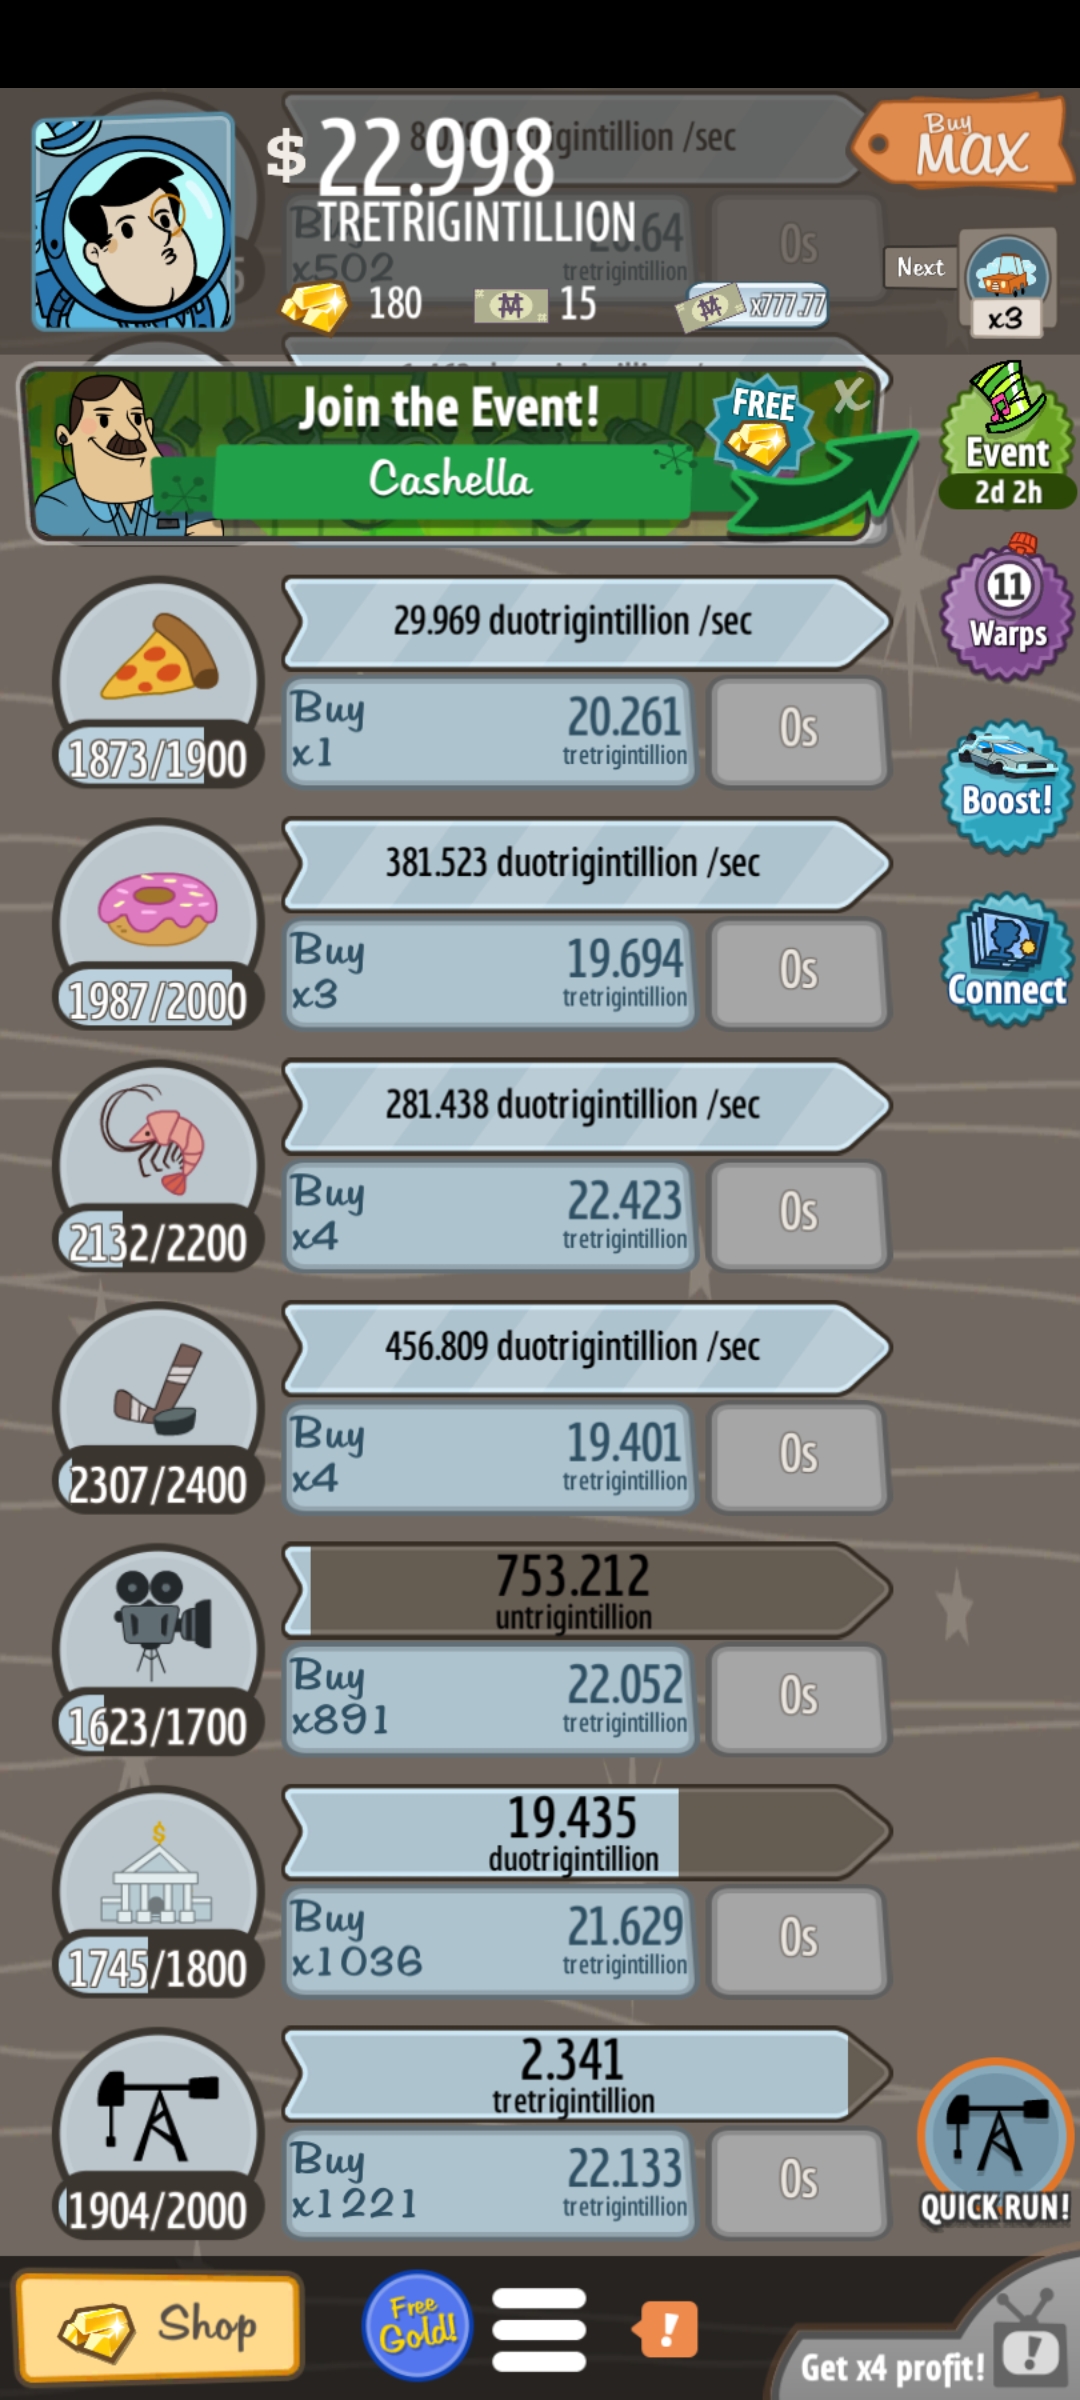 $ 22.998
TRETRIGINTILLION
Buy
MAX
/sec
Buy
x502
tretrigintillion
0s
180
15
x777.77
Next
x3
Join the Event!
Cashella
FREE
X
Event
2d 2h
11
Warps
Boost!
Connect
29.969 duotrigintillion /sec
1873/1900
Buy
x1
20.261
tretrigintillion
0s
381.523 duotrigintillion /sec
1987/2000
Buy
x3
19.694
tretrigintillion
0s
281.438 duotrigintillion /sec
2132/2200
Buy
x4
22.423
tretrigintillion
0s
456.809 duotrigintillion /sec
2307/2400
Buy
x4
19.401
tretrigintillion
0s
753.212
untrigintillion
1623/1700
Buy
x891
22.052
tretrigintillion
0s
19.435
duotrigintillion
1745/1800
Buy
x1036
21.629
tretrigintillion
0s
2.341
tretrigintillion
1904/2000
Buy
x1221
22.133
tretrigintillion
0s
QUICK RUN!
Shop
Free
Gold!
!
Get x4 profit!
!